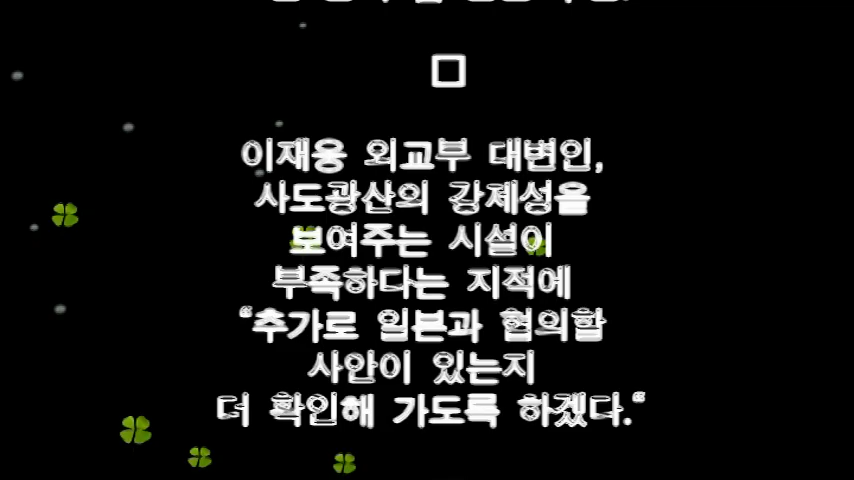 □
이재웅 외교부 대변인,
사도광산의 강제성을
보여주는 시설이
부족하다는 지적에
“추가로 일본과 협의할
사안이 있는지
더 확인해 가도록 하겠다.“